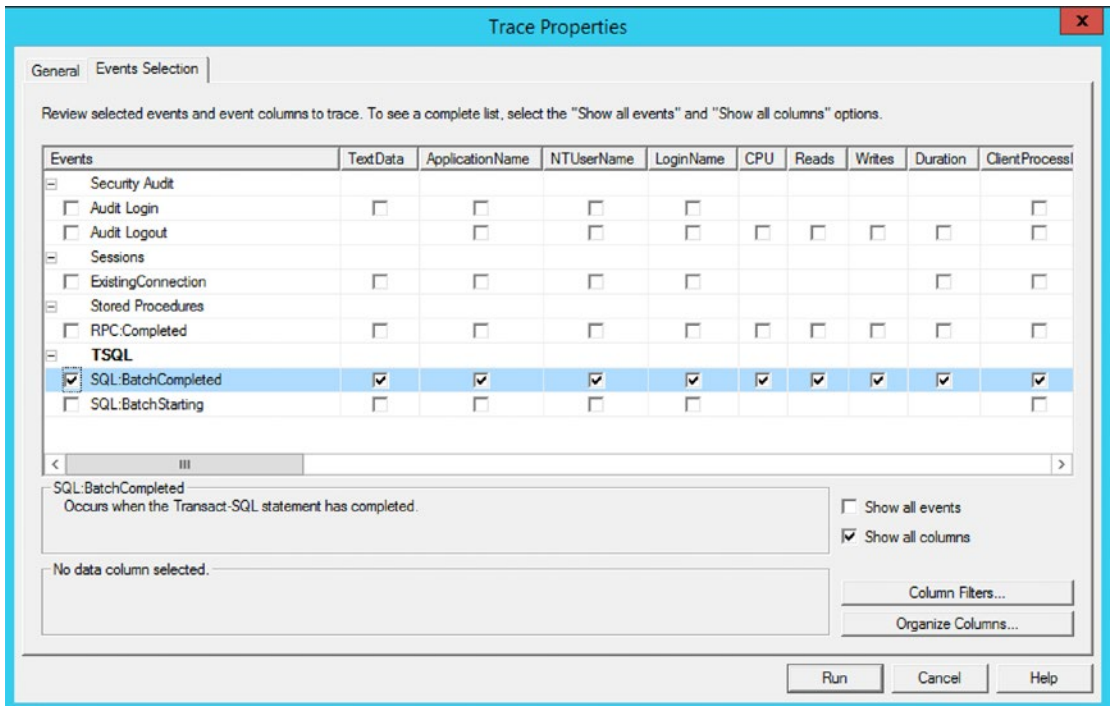 Trace Properties
x
General Events Selection
Review selected events and event columns to trace. To see a complete list, select the "Show all events" and "Show all columns" options.
Events TextData ApplicationName NTUserName LoginName CPU Reads Writes Duration ClientProcessI
Security Audit
Audit Login
Audit Logout
Sessions
ExistingConnection
Stored Procedures
RPC:Completed
TSQL
SQL:BatchCompleted
SQL:BatchStarting
SQL:BatchCompleted
Occurs when the Transact-SQL statement has completed.
Show all events
Show all columns
No data column selected.
Column Filters...
Organize Columns...
Run Cancel Help